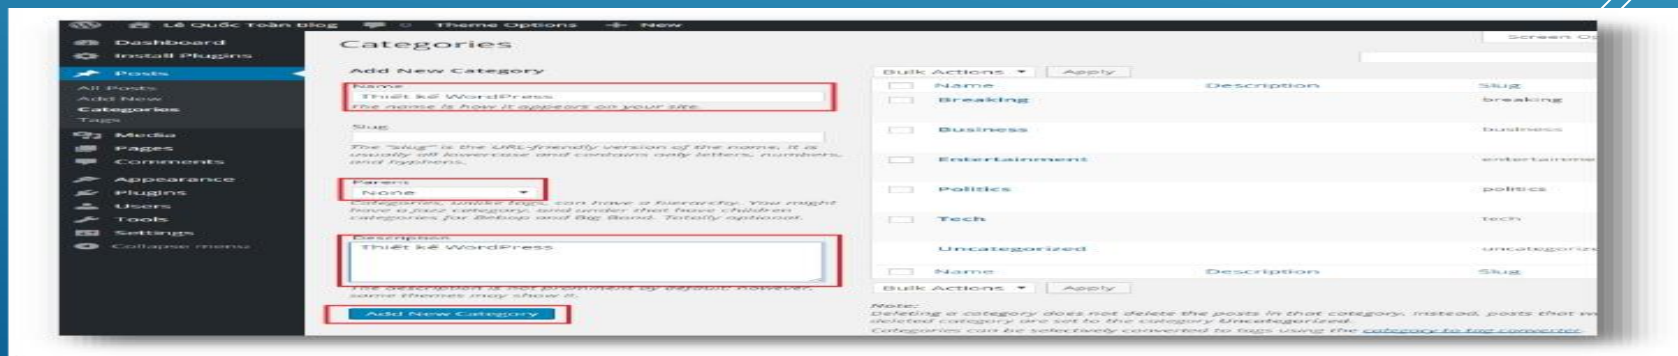 Lê Quốc Toàn Blog 0 Theme Options + New
Dashboard
Install Plugins
Posts
All Posts
Add New
Categories
Tags
Media
Pages
Comments
Appearance
Plugins
Users
Tools
Settings
Collapse menu
Categories
Add New Category
Name
Thiết kế WordPress
The name is how it appears on your site.
Slug
The "slug" is the URL-friendly version of the name. It is
usually all lowercase and contains only letters, numbers,
and hyphens.
Parent
None
Categories, unlike tags, can have a hierarchy. You might
have a Jazz category, and under that have children
categories for Bebop and Big Band. Totally optional.
Description
Thiết kế WordPress
The description is not prominent by default; however,
some themes may show it.
Add New Category
Screen Op
Bulk Actions Apply
Name Description Slug
Breaking breaking
Business business
Entertainment entertainme
Politics politics
Tech tech
Uncategorized uncategorize
Name Description Slug
Bulk Actions Apply
Note:
Deleting a category does not delete the posts in that category. Instead, posts that w
deleted category are set to the category Uncategorized.
Categories can be selectively converted to tags using the category to tag converter.